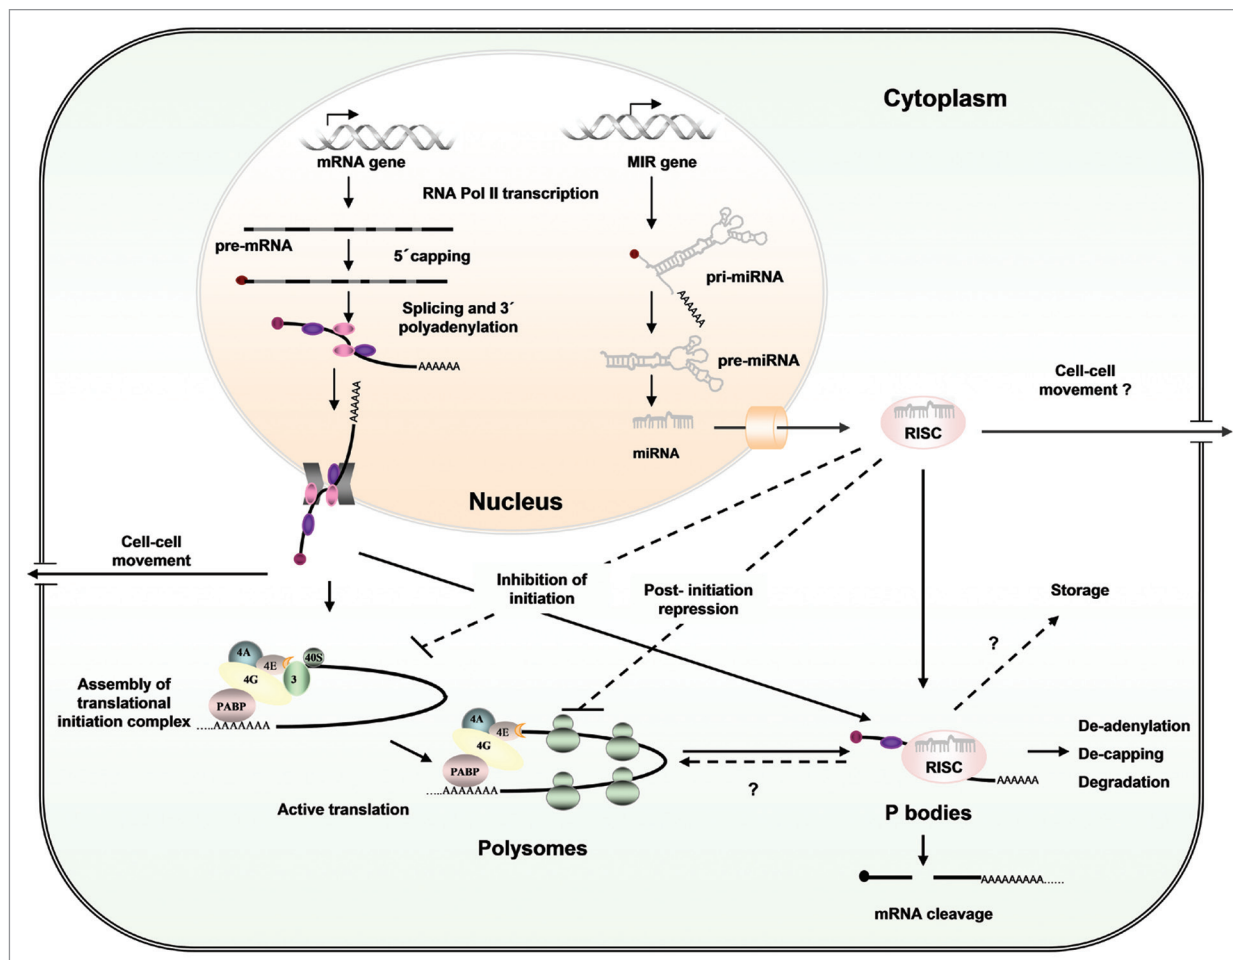 Cytoplasm
mRNA gene
MIR gene
RNA Pol II transcription
pre-mRNA
5´capping
pri-miRNA
AAAAAA
Splicing and 3´
polyadenylation
AAAAAA
pre-miRNA
AAAAAA
miRNA
RISC
Cell-cell
movement ?
Nucleus
Cell-cell
movement
Inhibition of
initiation
Post- initiation
repression
Storage
?
4A
4E
40S
4G
3
PABP
.....AAAAAAA
Assembly of
translational
initiation complex
4A
4E
4G
PABP
.....AAAAAAA
?
RISC
AAAAAA
De-adenylation
De-capping
Degradation
Active translation
Polysomes
P bodies
AAAAAAAAA......
mRNA cleavage